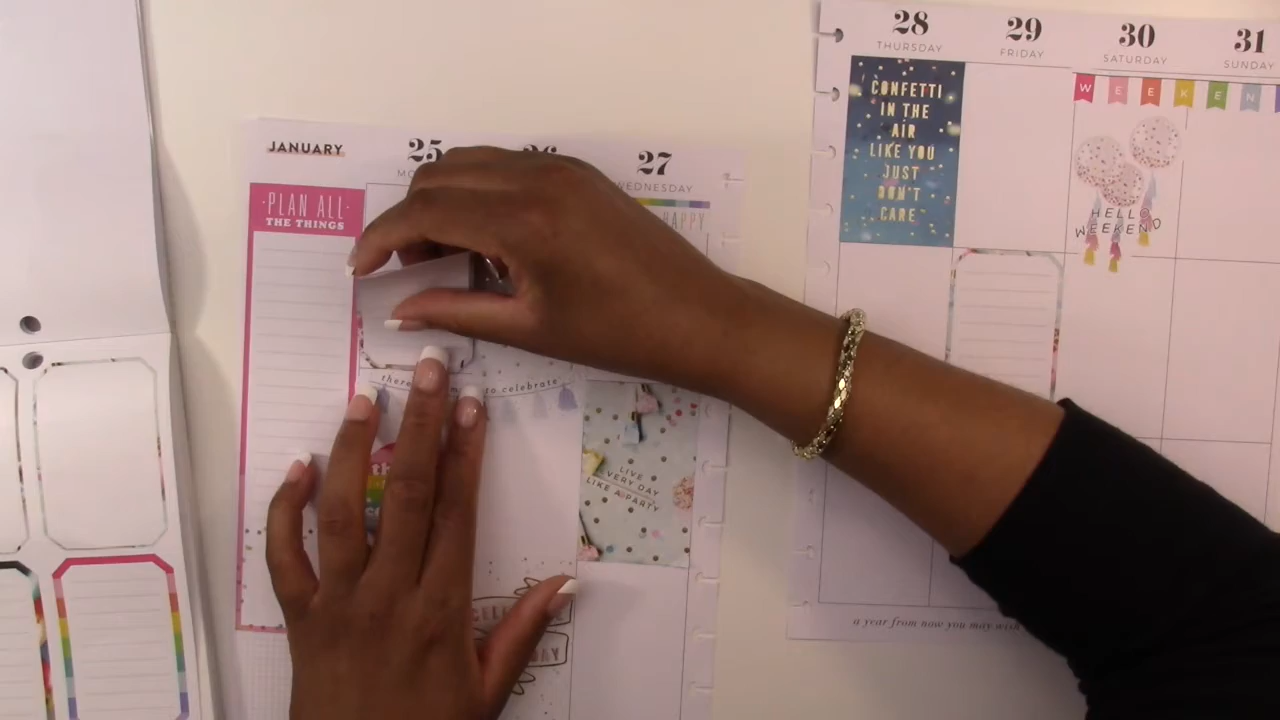 JANUARY
25
27
WEDNESDAY
PLAN ALL
THE THINGS
HAPPY
to celebrate
LIVE
LIKE A PARTY
28
THURSDAY
29
FRIDAY
30
SATURDAY
31
SUNDAY
CONFETTI
IN THE
AIR
LIKE YOU
JUST
DON'T
CARE
W E E K E N
HELLO
WEEKEND
a year from now you may wish